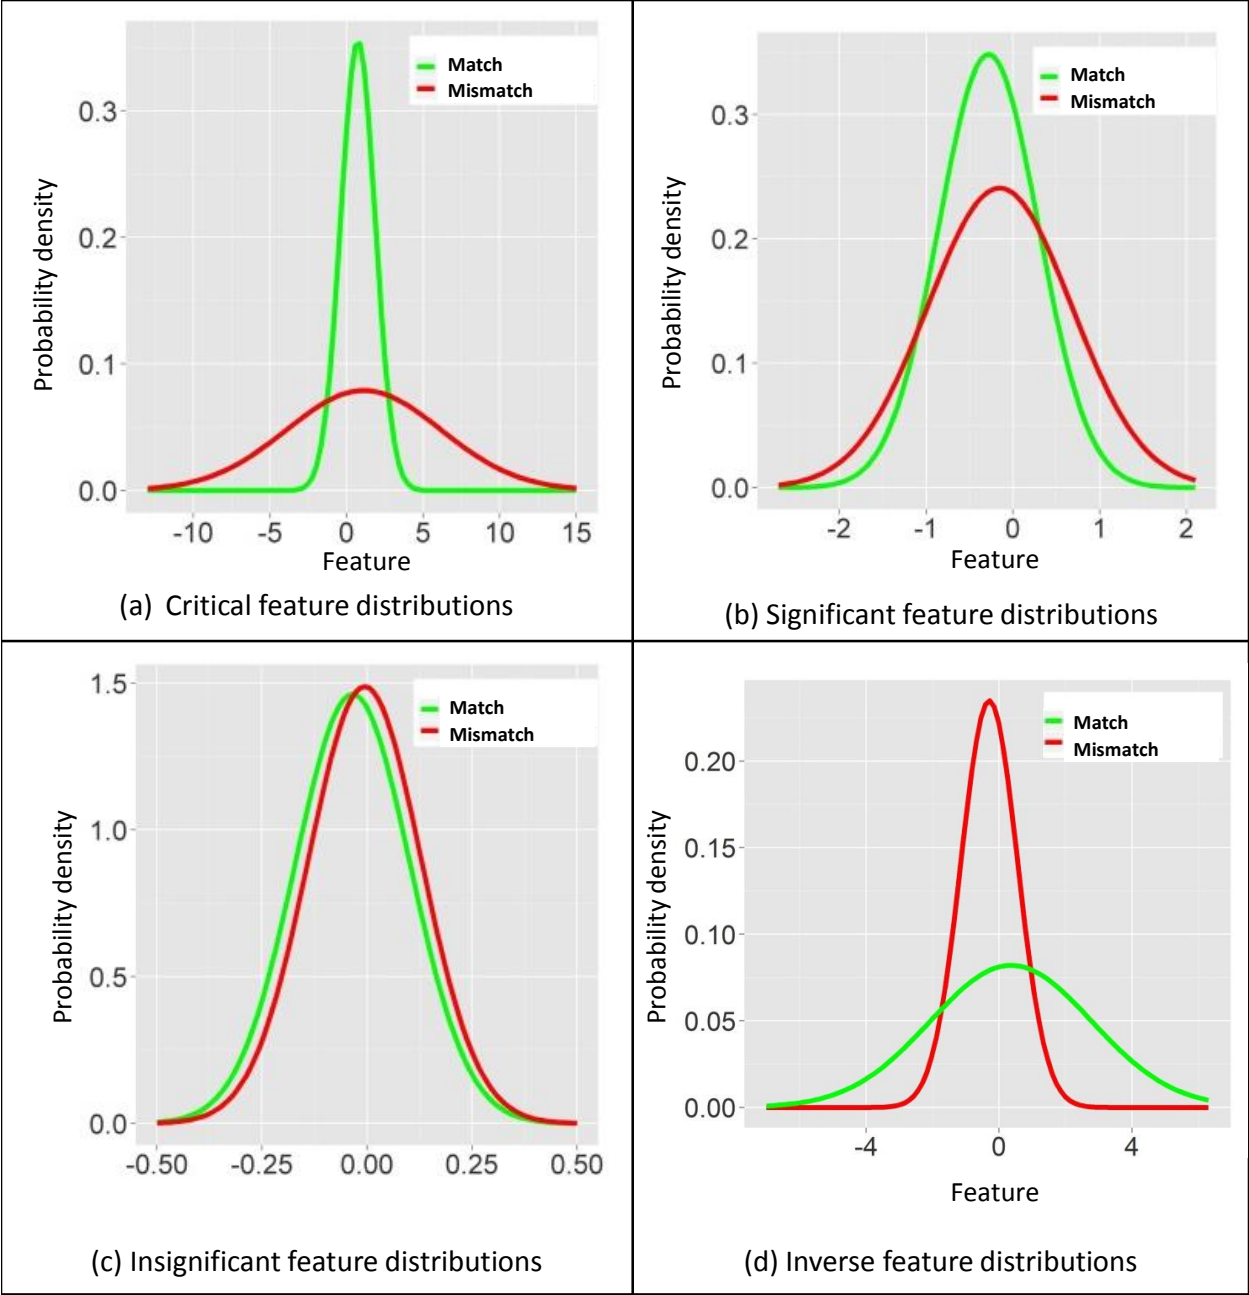 Match
Mismatch
Probability density
0.3
0.2
0.1
0.0
-10 -5 0 5 10 15
Feature
(a) Critical feature distributions
Match
Mismatch
Probability density
0.3
0.2
0.1
0.0
-2 -1 0 1 2
Feature
(b) Significant feature distributions
Match
Mismatch
Probability density
1.5
1.0
0.5
0.0
-0.50 -0.25 0.00 0.25 0.50
(c) Insignificant feature distributions
Match
Mismatch
Probability density
0.20
0.15
0.10
0.05
0.00
-4 0 4
Feature
(d) Inverse feature distributions